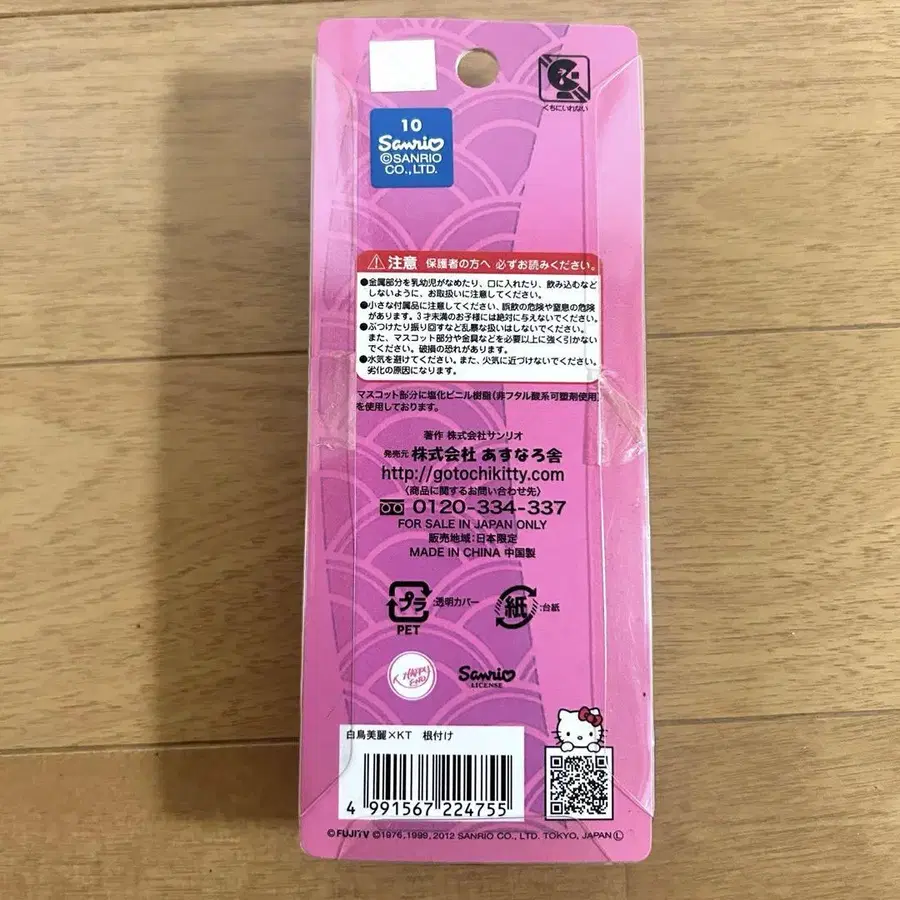 くちにいれない
10
Sanrio
©SANRIO
CO.,LTD.
注意 保護者の方へ 必ずお読みください。
●金属部分を乳幼児がなめたり、口に入れたり、飲み込むなど
しないように、お取扱いに注意してください。
●小さな付属品に注意してください、誤飲の危険や窒息の危険
があります。3才未満のお子様には絶対に与えないでください。
●ぶつけたり振り回すなど乱暴な扱いはしないでください。
また、マスコット部分や金具などを必要以上に強く引かない
でください。破損の恐れがあります。
●水気を避けてください。また、火気に近づけないでください。
劣化の原因になります。
マスコット部分に塩化ビニル樹脂(非フタル酸系可塑剤使用)
を使用しております。
著作 株式会社サンリオ
発売元 株式会社 あすなろ舎
http://gotochikitty.com
〈商品に関するお問い合わせ先〉
0120-334-337
FOR SALE IN JAPAN ONLY
販売地域:日本限定
MADE IN CHINA 中国製
プラ :透明カバー
PET
紙 :台紙
HAPPY
END
Sanrio
LICENSE
白鳥美麗×KT 根付け
4 991567 224755
©FUJITV ©1976,1999,2012 SANRIO CO., LTD. TOKYO, JAPAN Ⓛ